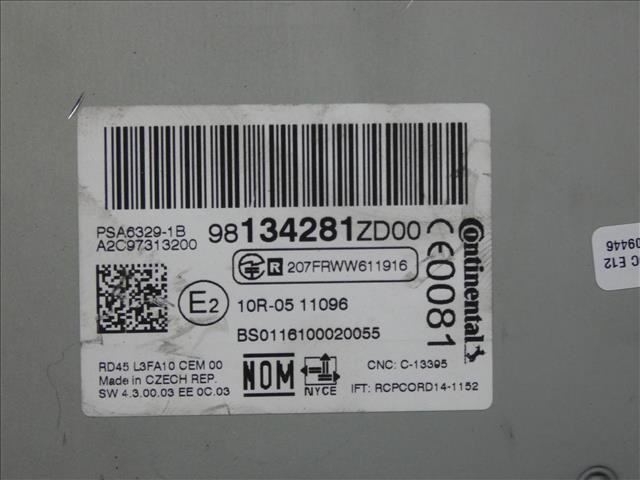 PSA6329-1B
A2C97313200
98134281ZD00
R 207FRWW611916
E2
10R-05 11096
BS0116100020055
CE0081
Continental
RD45 L3FA10 CEM 00
Made in CZECH REP.
SW 4.3.00.03 EE 0C.03
NOM
NYCE
CNC: C-13395
IFT: RCPCORD14-1152
C E12
09446